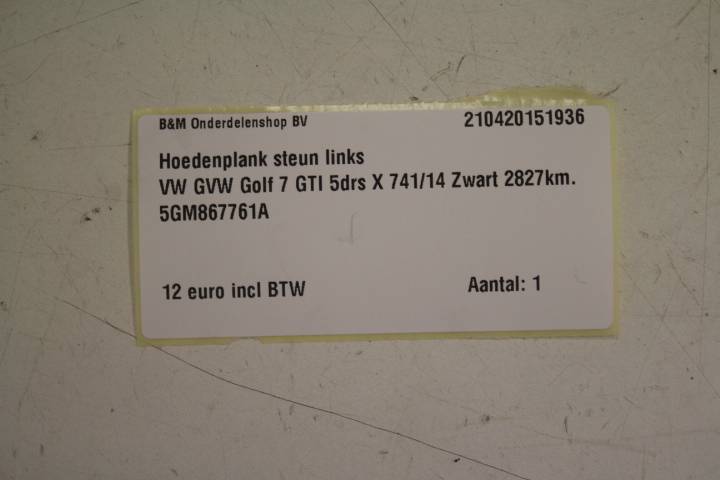 B&M Onderdelenshop BV 210420151936
Hoedenplank steun links
VW GVW Golf 7 GTI 5drs X 741/14 Zwart 2827km.
5GM867761A
12 euro incl BTW Aantal: 1